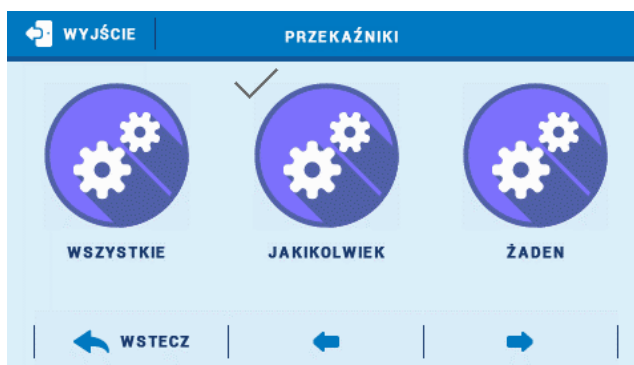 WYJŚCIE
PRZEKAŹNIKI
WSZYSTKIE
JAKIKOLWIEK
ŻADEN
WSTECZ